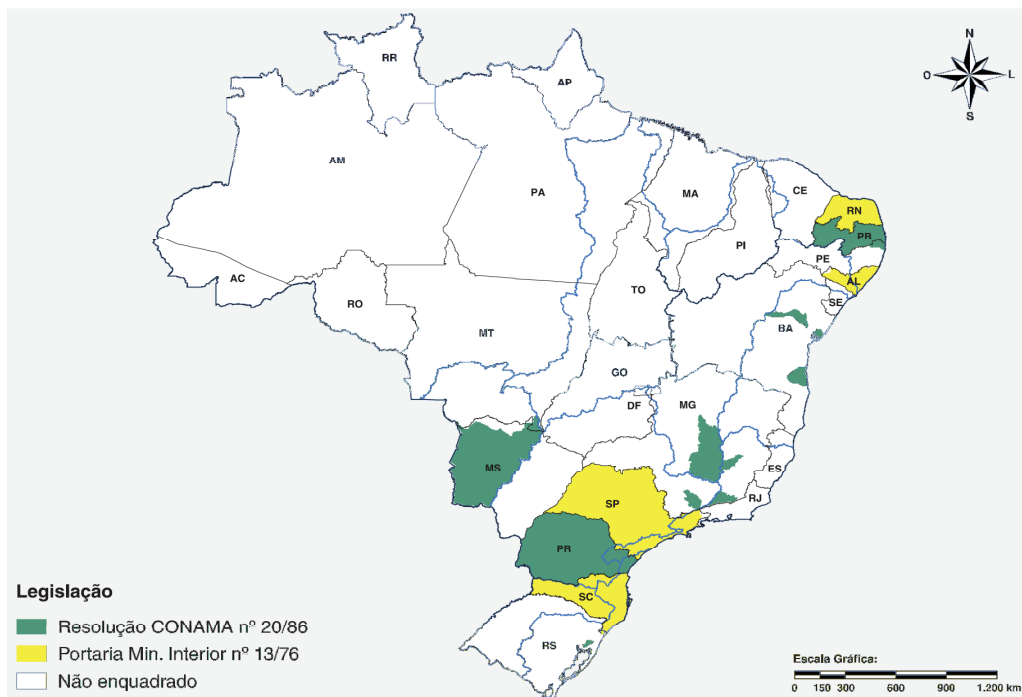 N
O
L
S
RR
AP
AM
PA
MA
CE
RN
PB
PI
PE
AL
AC
TO
SE
RO
BA
MT
GO
DF
MG
MS
ES
SP
RJ
PR
SC
RS
Legislação
Resolução CONAMA nº 20/86
Portaria Min. Interior nº 13/76
Não enquadrado
Escala Gráfica:
0 150 300 600 900 1.200 km